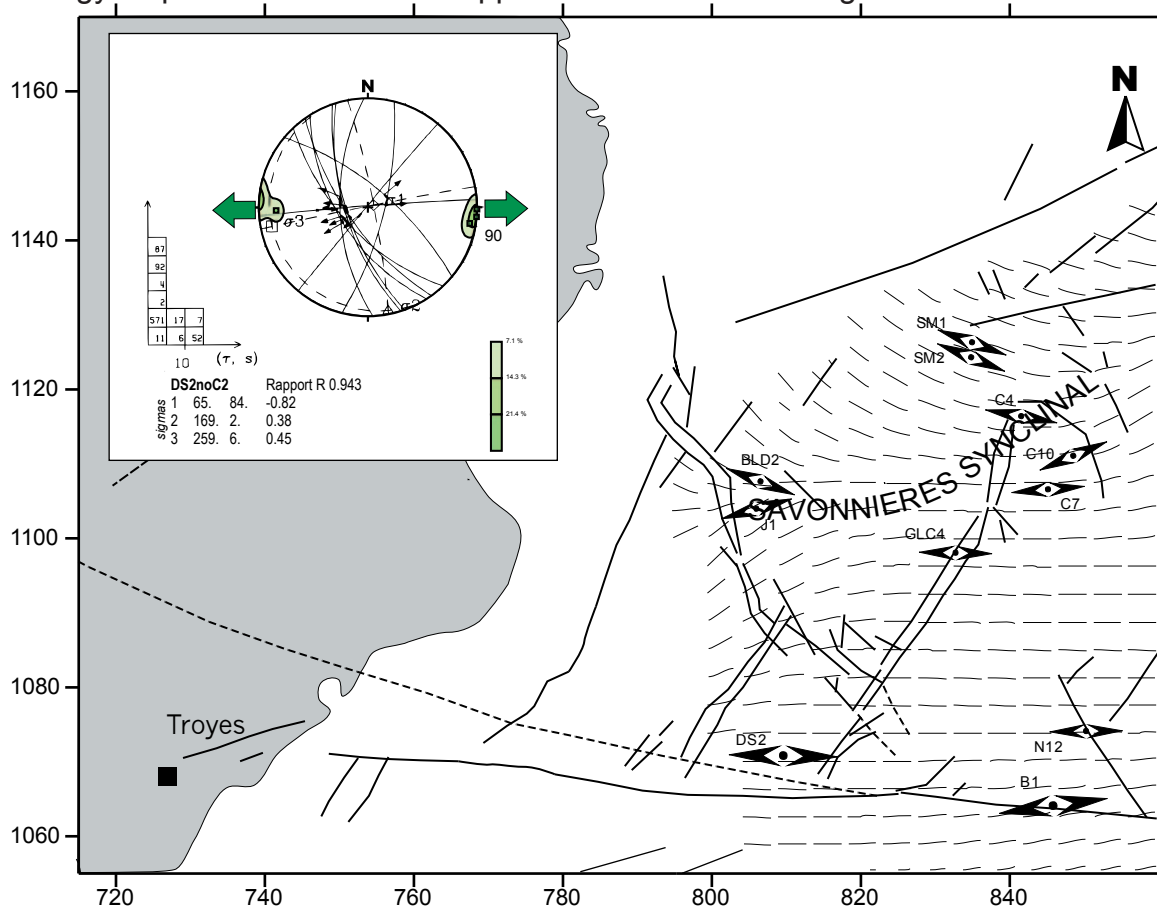 N
1160
1140
1120
1100
1080
1060
720
740
760
780
800
820
840
N
σ1
σ3
σ2
90
87
92
4
2
571 17 7
11 6 52
10 (τ, s)
7.1 %
14.3 %
21.4 %
DS2noC2 Rapport R 0.943
sigmas
1 65. 84. -0.82
2 169. 2. 0.38
3 259. 6. 0.45
SM1
SM2
C4
C10
C7
BLD2
J1
SAVONNIERES SYNCLINAL
GLC4
DS2
N12
B1
Troyes